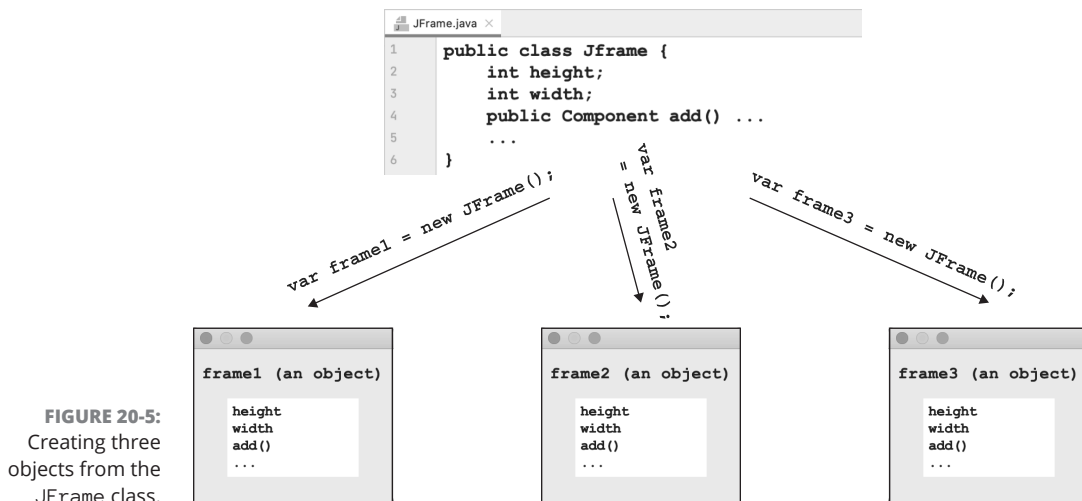 JFrame.java ×
1 public class Jframe {
2 int height;
3 int width;
4 public Component add() ...
5 ...
6 }
var frame1 = new JFrame();
var frame2
= new JFrame();
var frame3 = new JFrame();
frame1 (an object)
height
width
add()
...
frame2 (an object)
height
width
add()
...
frame3 (an object)
height
width
add()
...
FIGURE 20-5:
Creating three
objects from the
JFrame class.